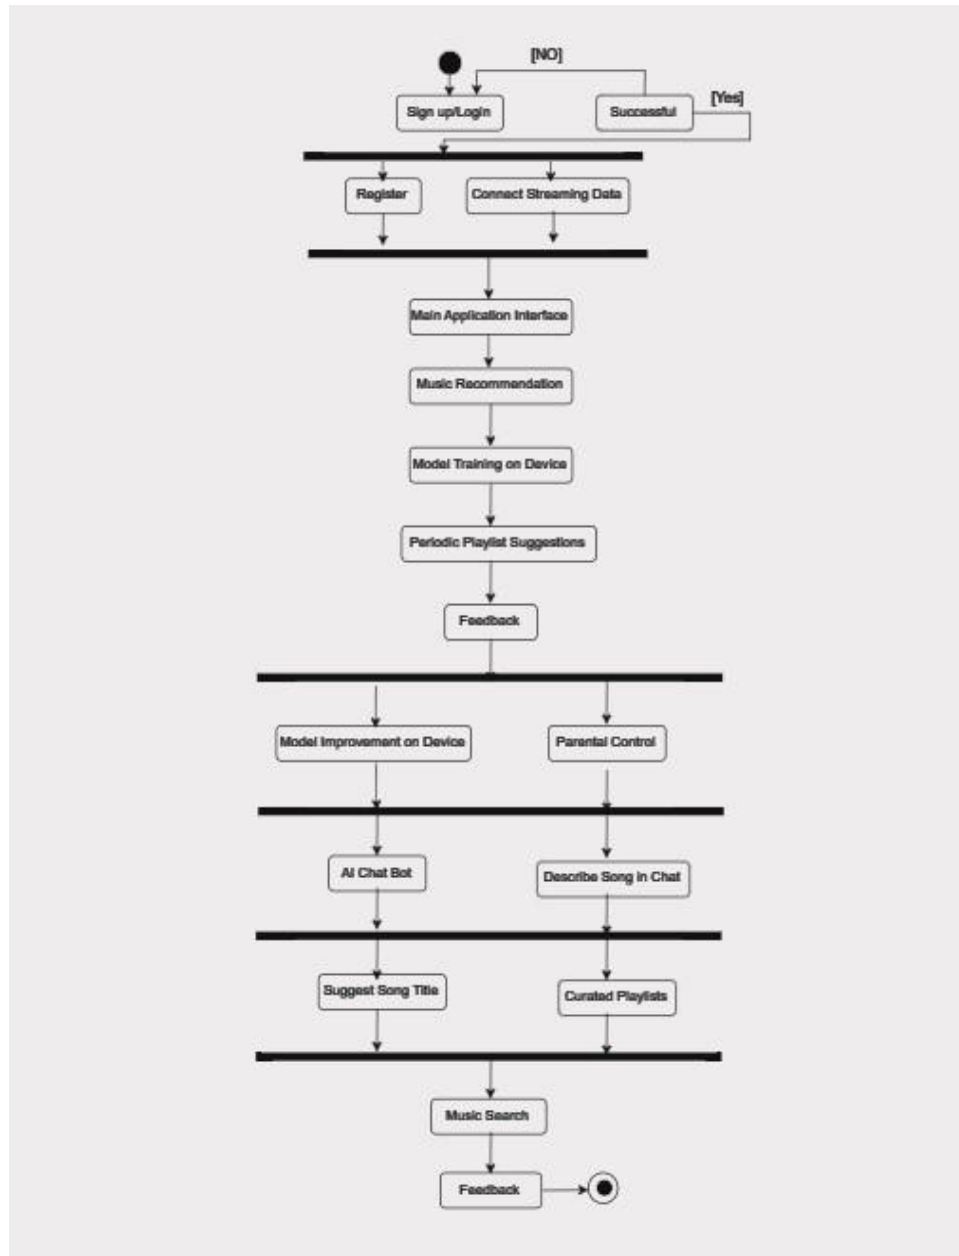 [NO]
[Yes]
Sign up/Login
Successful
Register
Connect Streaming Data
Main Application Interface
Music Recommendation
Model Training on Device
Periodic Playlist Suggestions
Feedback
Model Improvement on Device
Parental Control
AI Chat Bot
Describe Song in Chat
Suggest Song Title
Curated Playlists
Music Search
Feedback